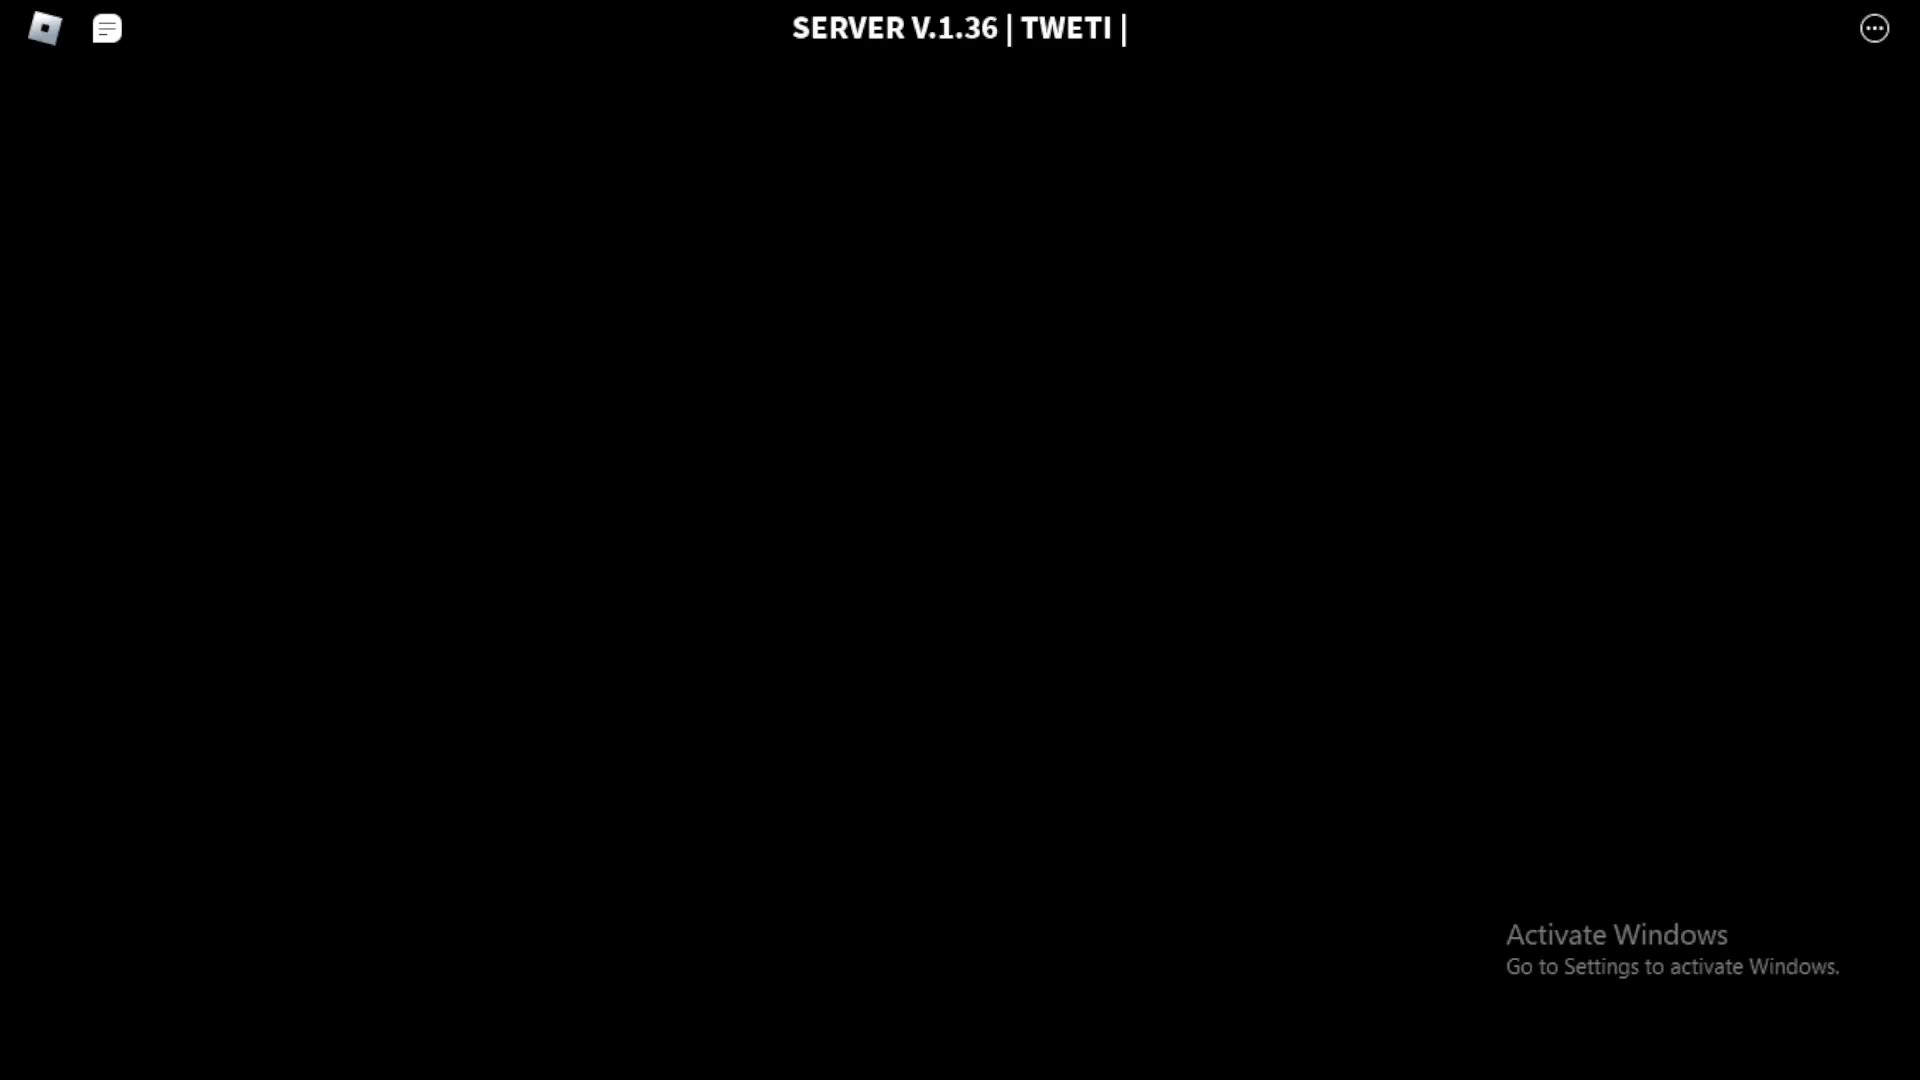 SERVER V.1.36 | TWETI |
Activate Windows
Go to Settings to activate Windows.